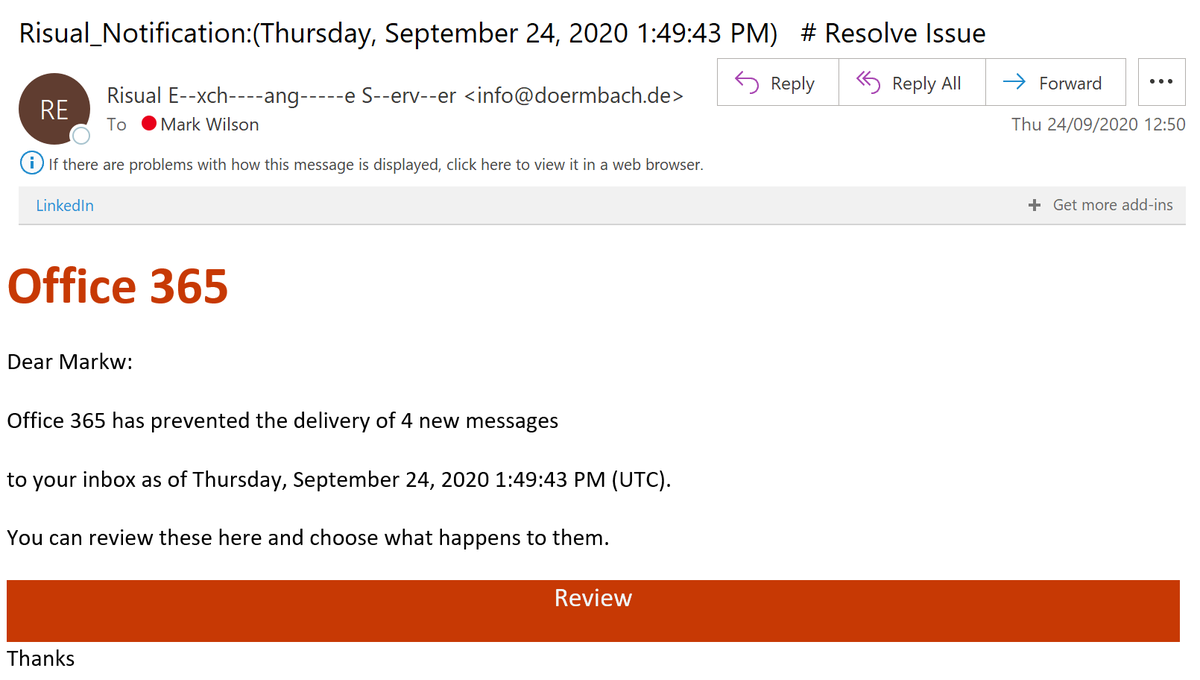 Risual_Notification:(Thursday, September 24, 2020 1:49:43 PM) # Resolve Issue
RE
Risual E--xch----ang-----e S--erv--er <info@doermbach.de>
Reply Reply All Forward
To Mark Wilson
Thu 24/09/2020 12:50
If there are problems with how this message is displayed, click here to view it in a web browser.
LinkedIn
+ Get more add-ins
Office 365
Dear Markw:
Office 365 has prevented the delivery of 4 new messages
to your inbox as of Thursday, September 24, 2020 1:49:43 PM (UTC).
You can review these here and choose what happens to them.
Review
Thanks